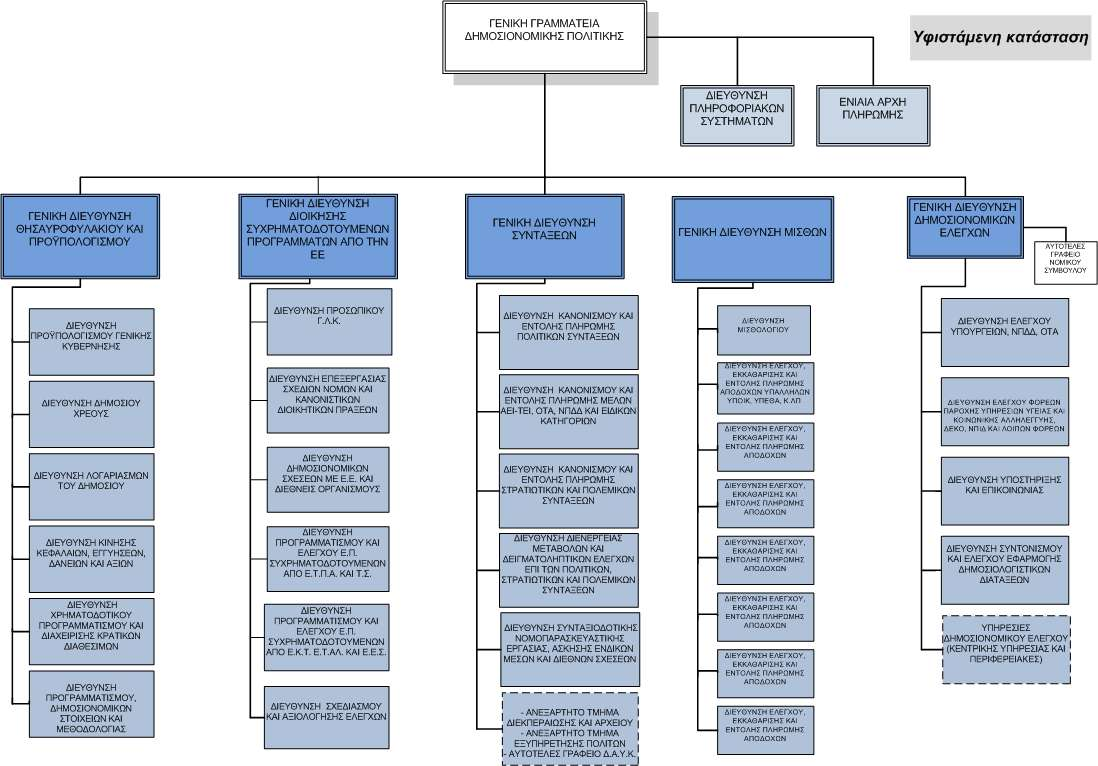 ΓΕΝΙΚΗ ΓΡΑΜΜΑΤΕΙΑ
ΔΗΜΟΣΙΟΝΟΜΙΚΗΣ ΠΟΛΙΤΙΚΗΣ
Υφιστάμενη κατάσταση
ΔΙΕΥΘΥΝΣΗ
ΠΛΗΡΟΦΟΡΙΑΚΩΝ
ΣΥΣΤΗΜΑΤΩΝ
ΕΝΙΑΙΑ ΑΡΧΗ
ΠΛΗΡΩΜΗΣ
ΓΕΝΙΚΗ ΔΙΕΥΘΥΝΣΗ
ΘΗΣΑΥΡΟΦΥΛΑΚΙΟΥ ΚΑΙ
ΠΡΟΫΠΟΛΟΓΙΣΜΟΥ
ΔΙΕΥΘΥΝΣΗ
ΠΡΟΫΠΟΛΟΓΙΣΜΟΥ ΓΕΝΙΚΗΣ
ΚΥΒΕΡΝΗΣΗΣ
ΔΙΕΥΘΥΝΣΗ ΔΗΜΟΣΙΟΥ
ΧΡΕΟΥΣ
ΔΙΕΥΘΥΝΣΗ ΛΟΓΑΡΙΑΣΜΩΝ
ΤΟΥ ΔΗΜΟΣΙΟΥ
ΔΙΕΥΘΥΝΣΗ ΚΙΝΗΣΗΣ
ΚΕΦΑΛΑΙΩΝ, ΕΓΓΥΗΣΕΩΝ,
ΔΑΝΕΙΩΝ ΚΑΙ ΑΞΙΩΝ
ΔΙΕΥΘΥΝΣΗ
ΧΡΗΜΑΤΟΔΟΤΙΚΟΥ
ΠΡΟΓΡΑΜΜΑΤΙΣΜΟΥ ΚΑΙ
ΔΙΑΧΕΙΡΙΣΗΣ ΚΡΑΤΙΚΩΝ
ΔΙΑΘΕΣΙΜΩΝ
ΔΙΕΥΘΥΝΣΗ
ΠΡΟΓΡΑΜΜΑΤΙΣΜΟΥ,
ΔΗΜΟΣΙΟΝΟΜΙΚΩΝ
ΣΤΟΙΧΕΙΩΝ ΚΑΙ
ΜΕΘΟΔΟΛΟΓΙΑΣ
ΓΕΝΙΚΗ ΔΙΕΥΘΥΝΣΗ
ΔΙΟΙΚΗΣΗΣ
ΣΥΧΡΗΜΑΤΟΔΟΤΟΥΜΕΝΩΝ
ΠΡΟΓΡΑΜΜΑΤΩΝ ΑΠΟ ΤΗΝ
ΕΕ
ΔΙΕΥΘΥΝΣΗ ΠΡΟΣΩΠΙΚΟΥ
Γ.Λ.Κ.
ΔΙΕΥΘΥΝΣΗ ΕΠΕΞΕΡΓΑΣΙΑΣ
ΣΧΕΔΙΩΝ ΝΟΜΩΝ ΚΑΙ
ΚΑΝΟΝΙΣΤΙΚΩΝ
ΔΙΟΙΚΗΤΙΚΩΝ ΠΡΑΞΕΩΝ
ΔΙΕΥΘΥΝΣΗ
ΔΗΜΟΣΙΟΝΟΜΙΚΩΝ
ΣΧΕΣΕΩΝ ΜΕ Ε.Ε. ΚΑΙ
ΔΙΕΘΝΕΙΣ ΟΡΓΑΝΙΣΜΟΥΣ
ΔΙΕΥΘΥΝΣΗ
ΠΡΟΓΡΑΜΜΑΤΙΣΜΟΥ ΚΑΙ
ΕΛΕΓΧΟΥ Ε.Π.
ΣΥΧΡΗΜΑΤΟΔΟΤΟΥΜΕΝΩΝ
ΑΠΟ Ε.Τ.Π.Α. ΚΑΙ Τ.Σ.
ΔΙΕΥΘΥΝΣΗ
ΠΡΟΓΡΑΜΜΑΤΙΣΜΟΥ ΚΑΙ
ΕΛΕΓΧΟΥ Ε.Π.
ΣΥΧΡΗΜΑΤΟΔΟΤΟΥΜΕΝΩΝ
ΑΠΟ Ε.Κ.Τ. Ε.Τ.ΑΛ. ΚΑΙ Ε.Ε.Σ.
ΔΙΕΥΘΥΝΣΗ ΣΧΕΔΙΑΣΜΟΥ
ΚΑΙ ΑΞΙΟΛΟΓΗΣΗΣ ΕΛΕΓΧΩΝ
ΓΕΝΙΚΗ ΔΙΕΥΘΥΝΣΗ
ΣΥΝΤΑΞΕΩΝ
ΔΙΕΥΘΥΝΣΗ ΚΑΝΟΝΙΣΜΟΥ ΚΑΙ
ΕΝΤΟΛΗΣ ΠΛΗΡΩΜΗΣ
ΠΟΛΙΤΙΚΩΝ ΣΥΝΤΑΞΕΩΝ
ΔΙΕΥΘΥΝΣΗ ΚΑΝΟΝΙΣΜΟΥ ΚΑΙ
ΕΝΤΟΛΗΣ ΠΛΗΡΩΜΗΣ ΜΕΛΩΝ
ΑΕΙ-ΤΕΙ, ΟΤΑ, ΝΠΔΔ ΚΑΙ ΕΙΔΙΚΩΝ
ΚΑΤΗΓΟΡΙΩΝ
ΔΙΕΥΘΥΝΣΗ ΚΑΝΟΝΙΣΜΟΥ ΚΑΙ
ΕΝΤΟΛΗΣ ΠΛΗΡΩΜΗΣ
ΣΤΡΑΤΙΩΤΙΚΩΝ ΚΑΙ ΠΟΛΕΜΙΚΩΝ
ΣΥΝΤΑΞΕΩΝ
ΔΙΕΥΘΥΝΣΗ ΔΙΕΝΕΡΓΕΙΑΣ
ΜΕΤΑΒΟΛΩΝ ΚΑΙ
ΔΕΙΓΜΑΤΟΛΗΠΤΙΚΩΝ ΕΛΕΓΧΩΝ
ΕΠΙ ΤΩΝ ΠΟΛΙΤΙΚΩΝ,
ΣΤΡΑΤΙΩΤΙΚΩΝ ΚΑΙ ΠΟΛΕΜΙΚΩΝ
ΣΥΝΤΑΞΕΩΝ
ΔΙΕΥΘΥΝΣΗ ΣΥΝΤΑΞΙΟΔΟΤΙΚΗΣ
ΝΟΜΟΠΑΡΑΣΚΕΥΑΣΤΙΚΗΣ
ΕΡΓΑΣΙΑΣ, ΑΣΚΗΣΗΣ ΕΝΔΙΚΩΝ
ΜΕΣΩΝ ΚΑΙ ΔΙΕΘΝΩΝ ΣΧΕΣΕΩΝ
- ΑΝΕΞΑΡΤΗΤΟ ΤΜΗΜΑ
ΔΙΕΚΠΕΡΑΙΩΣΗΣ ΚΑΙ ΑΡΧΕΙΟΥ
- ΑΝΕΞΑΡΤΗΤΟ ΤΜΗΜΑ
ΕΞΥΠΗΡΕΤΗΣΗΣ ΠΟΛΙΤΩΝ
- ΑΥΤΟΤΕΛΕΣ ΓΡΑΦΕΙΟ Δ.Α.Υ.Κ.
ΓΕΝΙΚΗ ΔΙΕΥΘΥΝΣΗ ΜΙΣΘΩΝ
ΔΙΕΥΘΥΝΣΗ
ΜΙΣΘΟΛΟΓΙΟΥ
ΔΙΕΥΘΥΝΣΗ ΕΛΕΓΧΟΥ,
ΕΚΚΑΘΑΡΙΣΗΣ ΚΑΙ
ΕΝΤΟΛΗΣ ΠΛΗΡΩΜΗΣ
ΑΠΟΔΟΧΩΝ ΥΠΑΛΛΗΛΩΝ
ΥΠΟΙΚ, ΥΠΕΘΑ, Κ.ΛΠ
ΔΙΕΥΘΥΝΣΗ ΕΛΕΓΧΟΥ,
ΕΚΚΑΘΑΡΙΣΗΣ ΚΑΙ
ΕΝΤΟΛΗΣ ΠΛΗΡΩΜΗΣ
ΑΠΟΔΟΧΩΝ
ΔΙΕΥΘΥΝΣΗ ΕΛΕΓΧΟΥ,
ΕΚΚΑΘΑΡΙΣΗΣ ΚΑΙ
ΕΝΤΟΛΗΣ ΠΛΗΡΩΜΗΣ
ΑΠΟΔΟΧΩΝ
ΔΙΕΥΘΥΝΣΗ ΕΛΕΓΧΟΥ,
ΕΚΚΑΘΑΡΙΣΗΣ ΚΑΙ
ΕΝΤΟΛΗΣ ΠΛΗΡΩΜΗΣ
ΑΠΟΔΟΧΩΝ
ΔΙΕΥΘΥΝΣΗ ΕΛΕΓΧΟΥ,
ΕΚΚΑΘΑΡΙΣΗΣ ΚΑΙ
ΕΝΤΟΛΗΣ ΠΛΗΡΩΜΗΣ
ΑΠΟΔΟΧΩΝ
ΔΙΕΥΘΥΝΣΗ ΕΛΕΓΧΟΥ,
ΕΚΚΑΘΑΡΙΣΗΣ ΚΑΙ
ΕΝΤΟΛΗΣ ΠΛΗΡΩΜΗΣ
ΑΠΟΔΟΧΩΝ
ΔΙΕΥΘΥΝΣΗ ΕΛΕΓΧΟΥ,
ΕΚΚΑΘΑΡΙΣΗΣ ΚΑΙ
ΕΝΤΟΛΗΣ ΠΛΗΡΩΜΗΣ
ΑΠΟΔΟΧΩΝ
ΓΕΝΙΚΗ ΔΙΕΥΘΥΝΣΗ
ΔΗΜΟΣΙΟΝΟΜΙΚΩΝ
ΕΛΕΓΧΩΝ
ΑΥΤΟΤΕΛΕΣ
ΓΡΑΦΕΙΟ
ΝΟΜΙΚΟΥ
ΣΥΜΒΟΥΛΟΥ
ΔΙΕΥΘΥΝΣΗ ΕΛΕΓΧΟΥ
ΥΠΟΥΡΓΕΙΩΝ, ΝΠΔΔ, ΟΤΑ
ΔΙΕΥΘΥΝΣΗ ΕΛΕΓΧΟΥ ΦΟΡΕΩΝ
ΠΑΡΟΧΗΣ ΥΠΗΡΕΣΙΩΝ ΥΓΕΙΑΣ ΚΑΙ
ΚΟΙΝΩΝΙΚΗΣ ΑΛΛΗΛΕΓΓΥΗΣ,
ΔΕΚΟ, ΝΠΙΔ ΚΑΙ ΛΟΙΠΩΝ ΦΟΡΕΩΝ
ΔΙΕΥΘΥΝΣΗ ΥΠΟΣΤΗΡΙΞΗΣ
ΚΑΙ ΕΠΙΚΟΙΝΩΝΙΑΣ
ΔΙΕΥΘΥΝΣΗ ΣΥΝΤΟΝΙΣΜΟΥ
ΚΑΙ ΕΛΕΓΧΟΥ ΕΦΑΡΜΟΓΗΣ
ΔΗΜΟΣΙΟΛΟΓΙΣΤΙΚΩΝ
ΔΙΑΤΑΞΕΩΝ
ΥΠΗΡΕΣΙΕΣ
ΔΗΜΟΣΙΟΝΟΜΙΚΟΥ ΕΛΕΓΧΟΥ
(ΚΕΝΤΡΙΚΗΣ ΥΠΗΡΕΣΙΑΣ ΚΑΙ
ΠΕΡΙΦΕΡΕΙΑΚΕΣ)